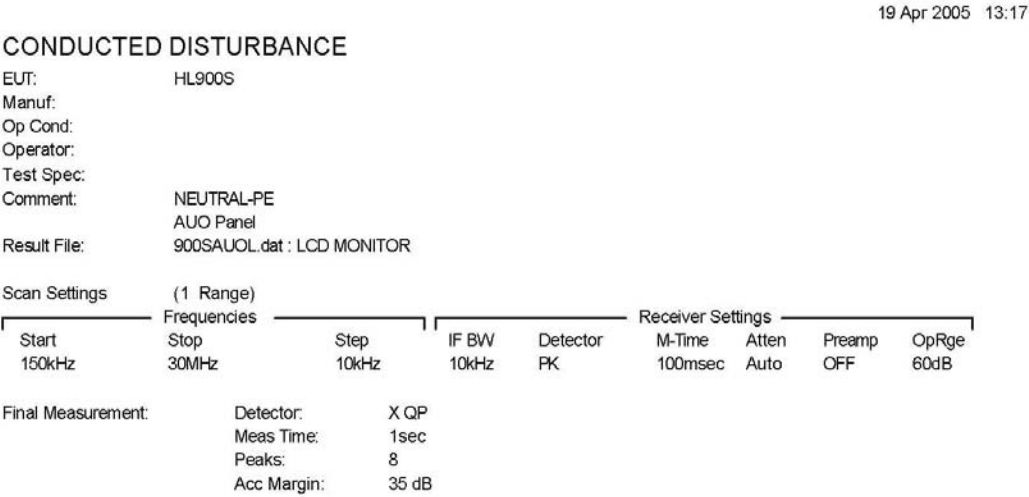 19 Apr 2005 13:17
CONDUCTED DISTURBANCE
EUT: HL900S
Manuf:
Op Cond:
Operator:
Test Spec:
Comment: NEUTRAL-PE
AUO Panel
Result File: 900SAUOL.dat : LCD MONITOR
Scan Settings (1 Range)
Frequencies Receiver Settings
Start Stop Step IF BW Detector M-Time Atten Preamp OpRge
150kHz 30MHz 10kHz 10kHz PK 100msec Auto OFF 60dB
Final Measurement: Detector: X QP
Meas Time: 1sec
Peaks: 8
Acc Margin: 35 dB